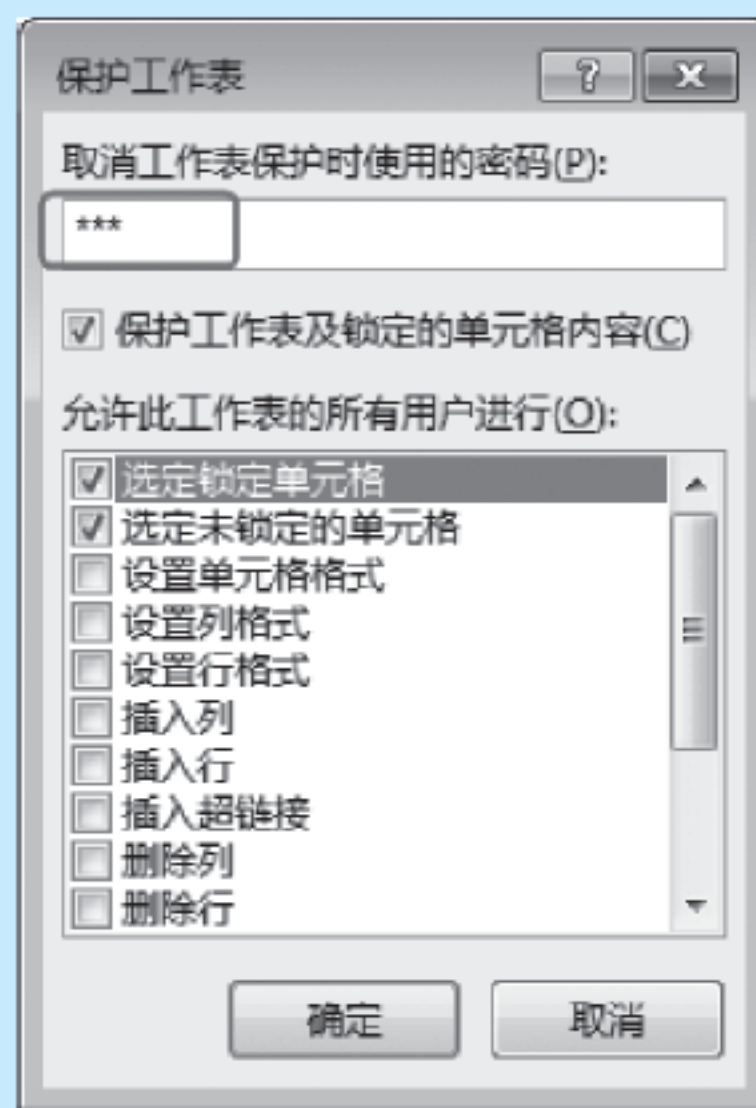 保护工作表
?
取消工作表保护时使用的密码(P):
***
保护工作表及锁定的单元格内容(C)
允许此工作表的所有用户进行(O):
选定锁定单元格
选定未锁定的单元格
设置单元格格式
设置列格式
设置行格式
插入列
插入行
插入超链接
删除列
删除行
确定 取消